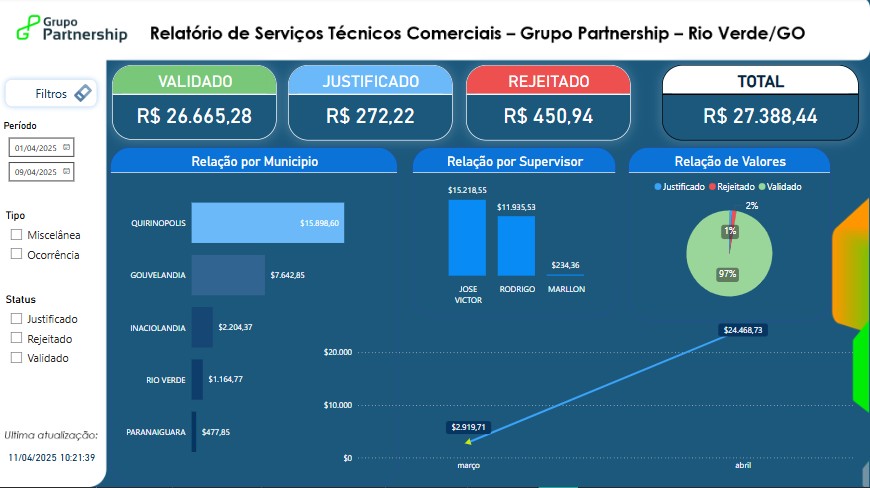 Grupo
Partnership
Relatório de Serviços Técnicos Comerciais – Grupo Partnership – Rio Verde/GO
Filtros
Período
01/04/2025
09/04/2025
Tipo
Miscelânea
Ocorrência
Status
Justificado
Rejeitado
Validado
Ultima atualização:
11/04/2025 10:21:39
VALIDADO
R$ 26.665,28
JUSTIFICADO
R$ 272,22
REJEITADO
R$ 450,94
TOTAL
R$ 27.388,44
Relação por Municipio
QUIRINOPOLIS $15.898,60
GOUVELANDIA $7.642,85
INACIOLANDIA $2.204,37
RIO VERDE $1.164,77
PARANAIGUARA $477,85
Relação por Supervisor
$15.218,55
$11.935,53
$234,36
JOSE VICTOR
RODRIGO
MARLLON
Relação de Valores
Justificado Rejeitado Validado
2%
1%
97%
$20.000
$10.000
$0
$2.919,71
$24.468,73
março
abril